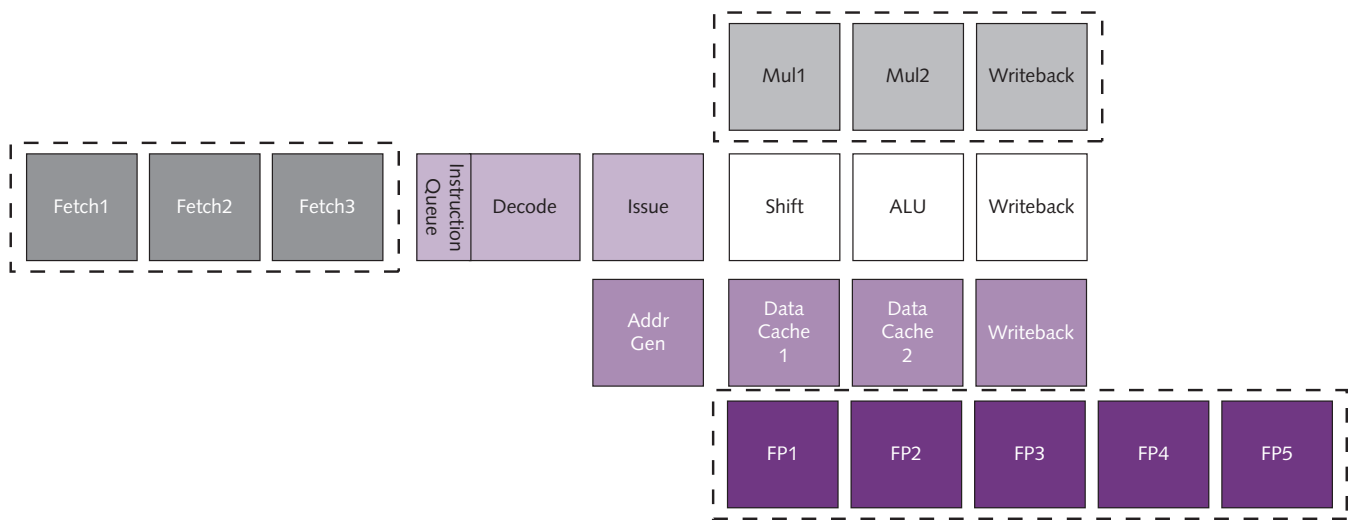 Mul1
Mul2
Writeback
Fetch1
Fetch2
Fetch3
Instruction
Queue
Decode
Issue
Shift
ALU
Writeback
Addr
Gen
Data
Cache
1
Data
Cache
2
Writeback
FP1
FP2
FP3
FP4
FP5